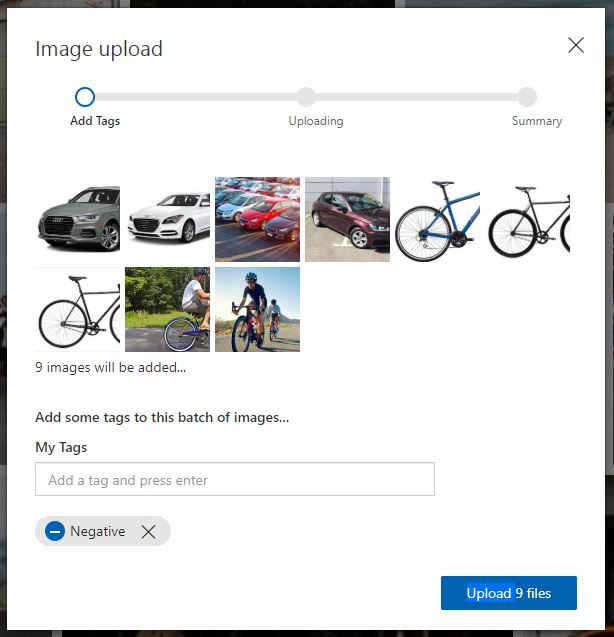 Image upload
Add Tags
Uploading
Summary
9 images will be added...
Add some tags to this batch of images...
My Tags
Add a tag and press enter
Negative
Upload 9 files